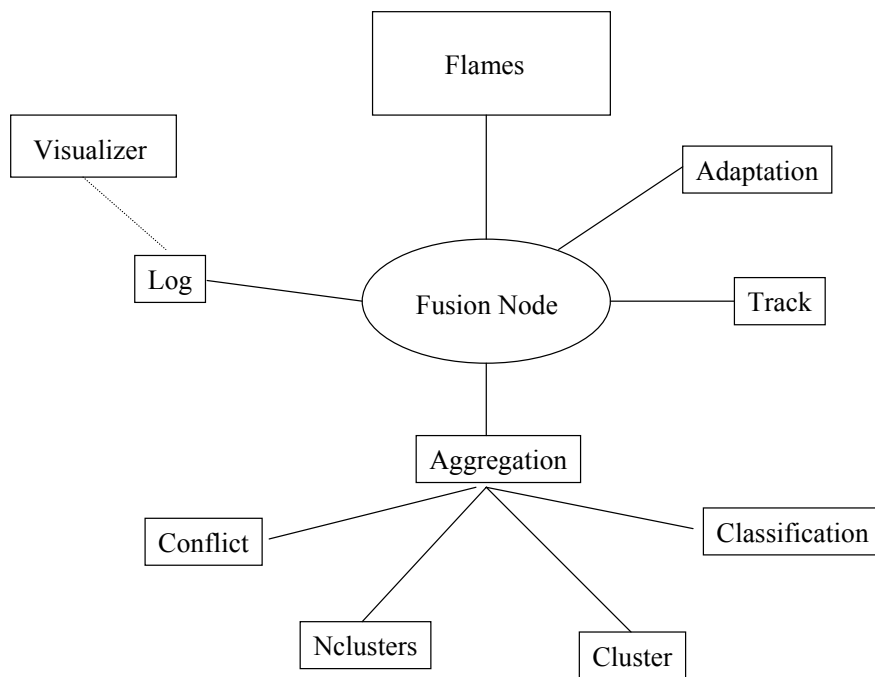 Flames
Visualizer
Adaptation
Log
Fusion Node
Track
Aggregation
Conflict
Classification
Nclusters
Cluster